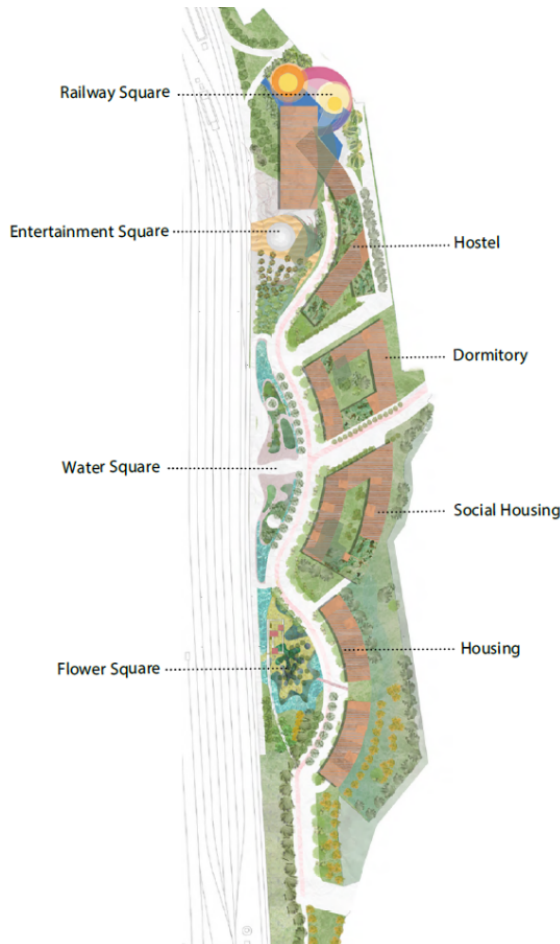 Railway Square
Entertainment Square
Hostel
Dormitory
Water Square
Social Housing
Housing
Flower Square